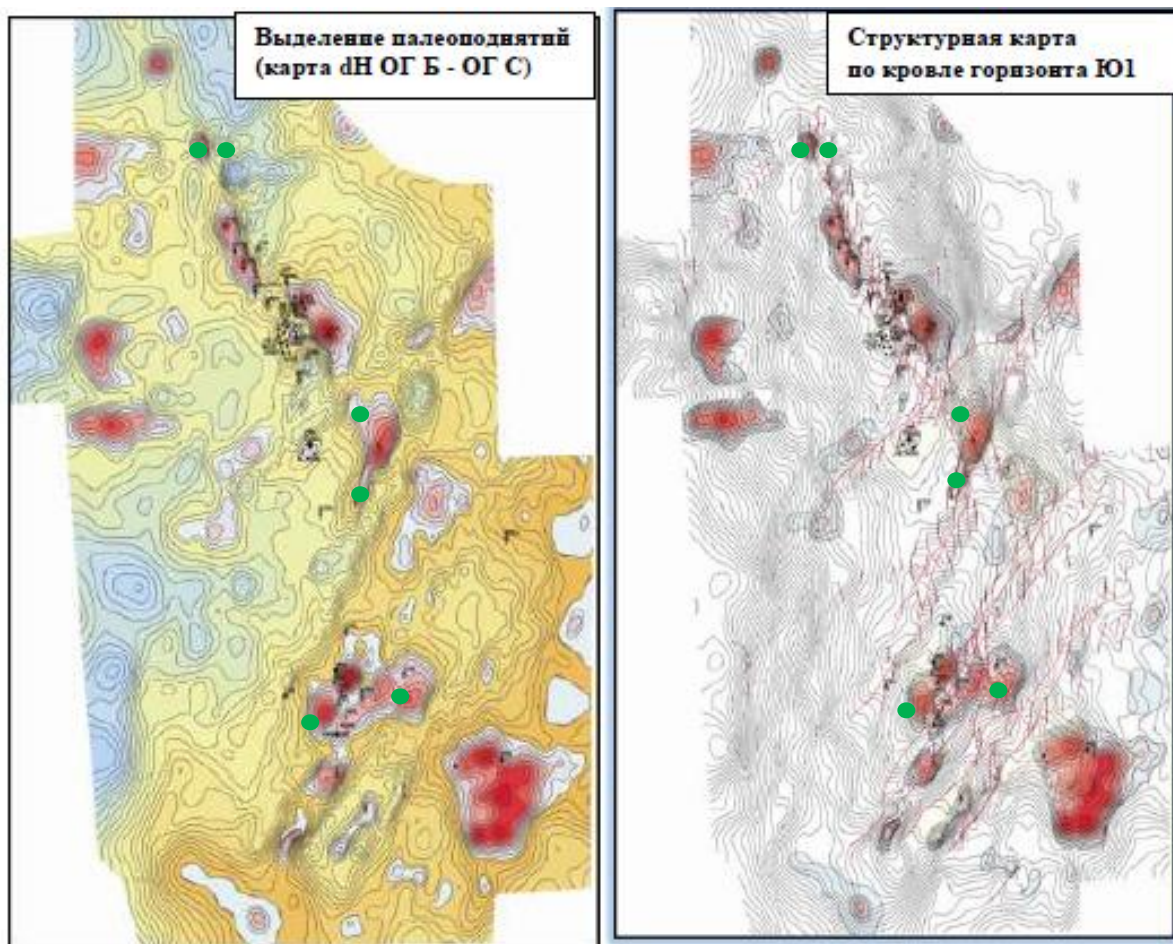 Выделение палеоподнятий
(карта dH ОГ Б - ОГ С)
Структурная карта
по кровле горизонта Ю1